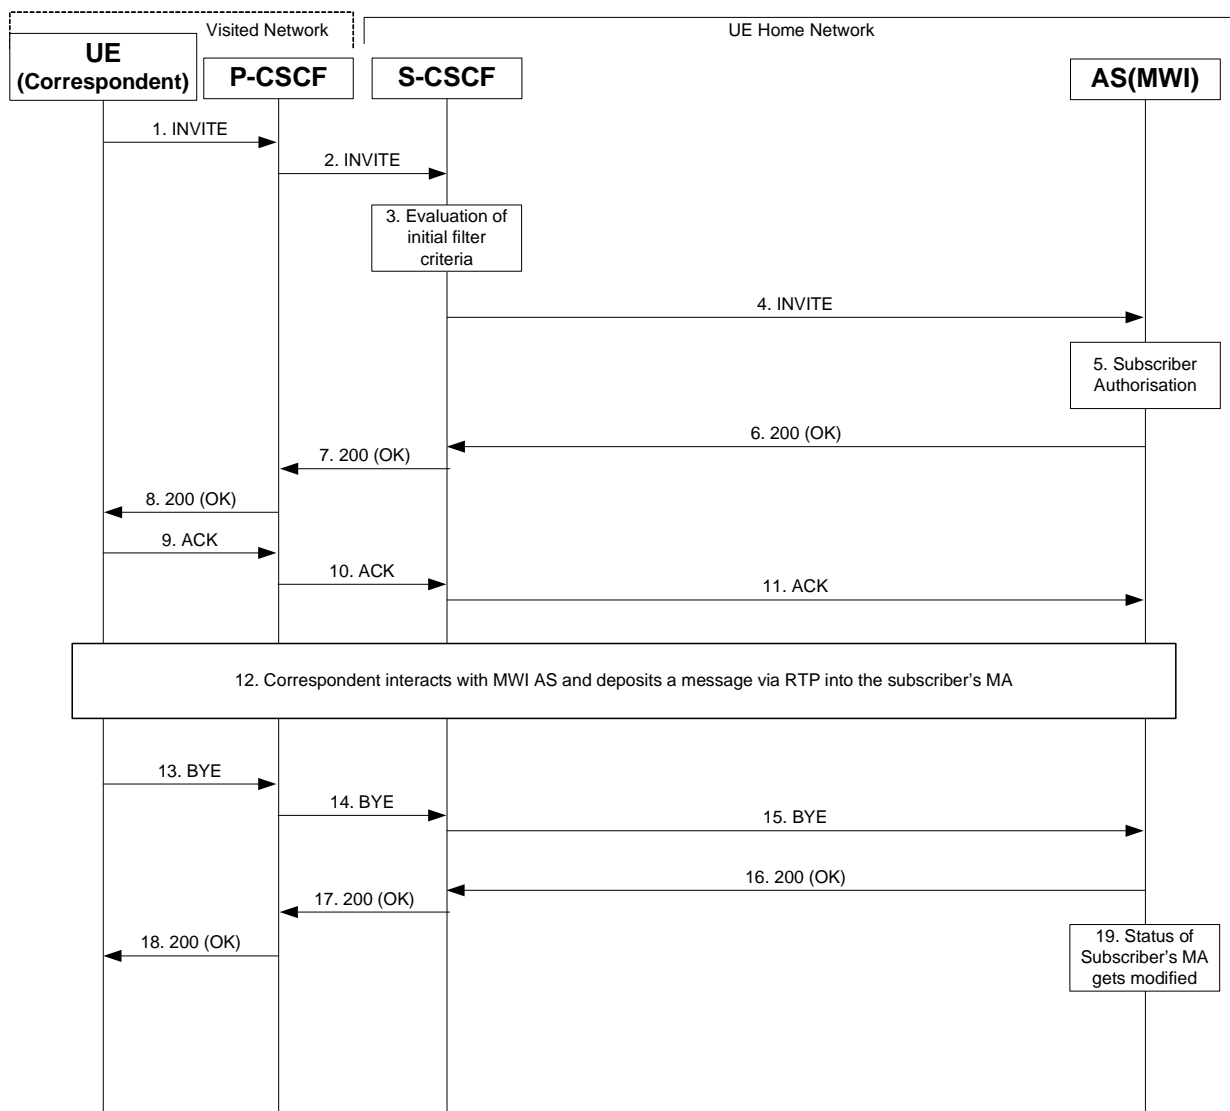 Visited Network
UE Home Network
UE
(Correspondent)
P-CSCF
S-CSCF
AS(MWI)
1. INVITE
2. INVITE
3. Evaluation of
initial filter
criteria
4. INVITE
5. Subscriber
Authorisation
6. 200 (OK)
7. 200 (OK)
8. 200 (OK)
9. ACK
10. ACK
11. ACK
12. Correspondent interacts with MWI AS and deposits a message via RTP into the subscriber's MA
13. BYE
14. BYE
15. BYE
16. 200 (OK)
17. 200 (OK)
18. 200 (OK)
19. Status of
Subscriber's MA
gets modified